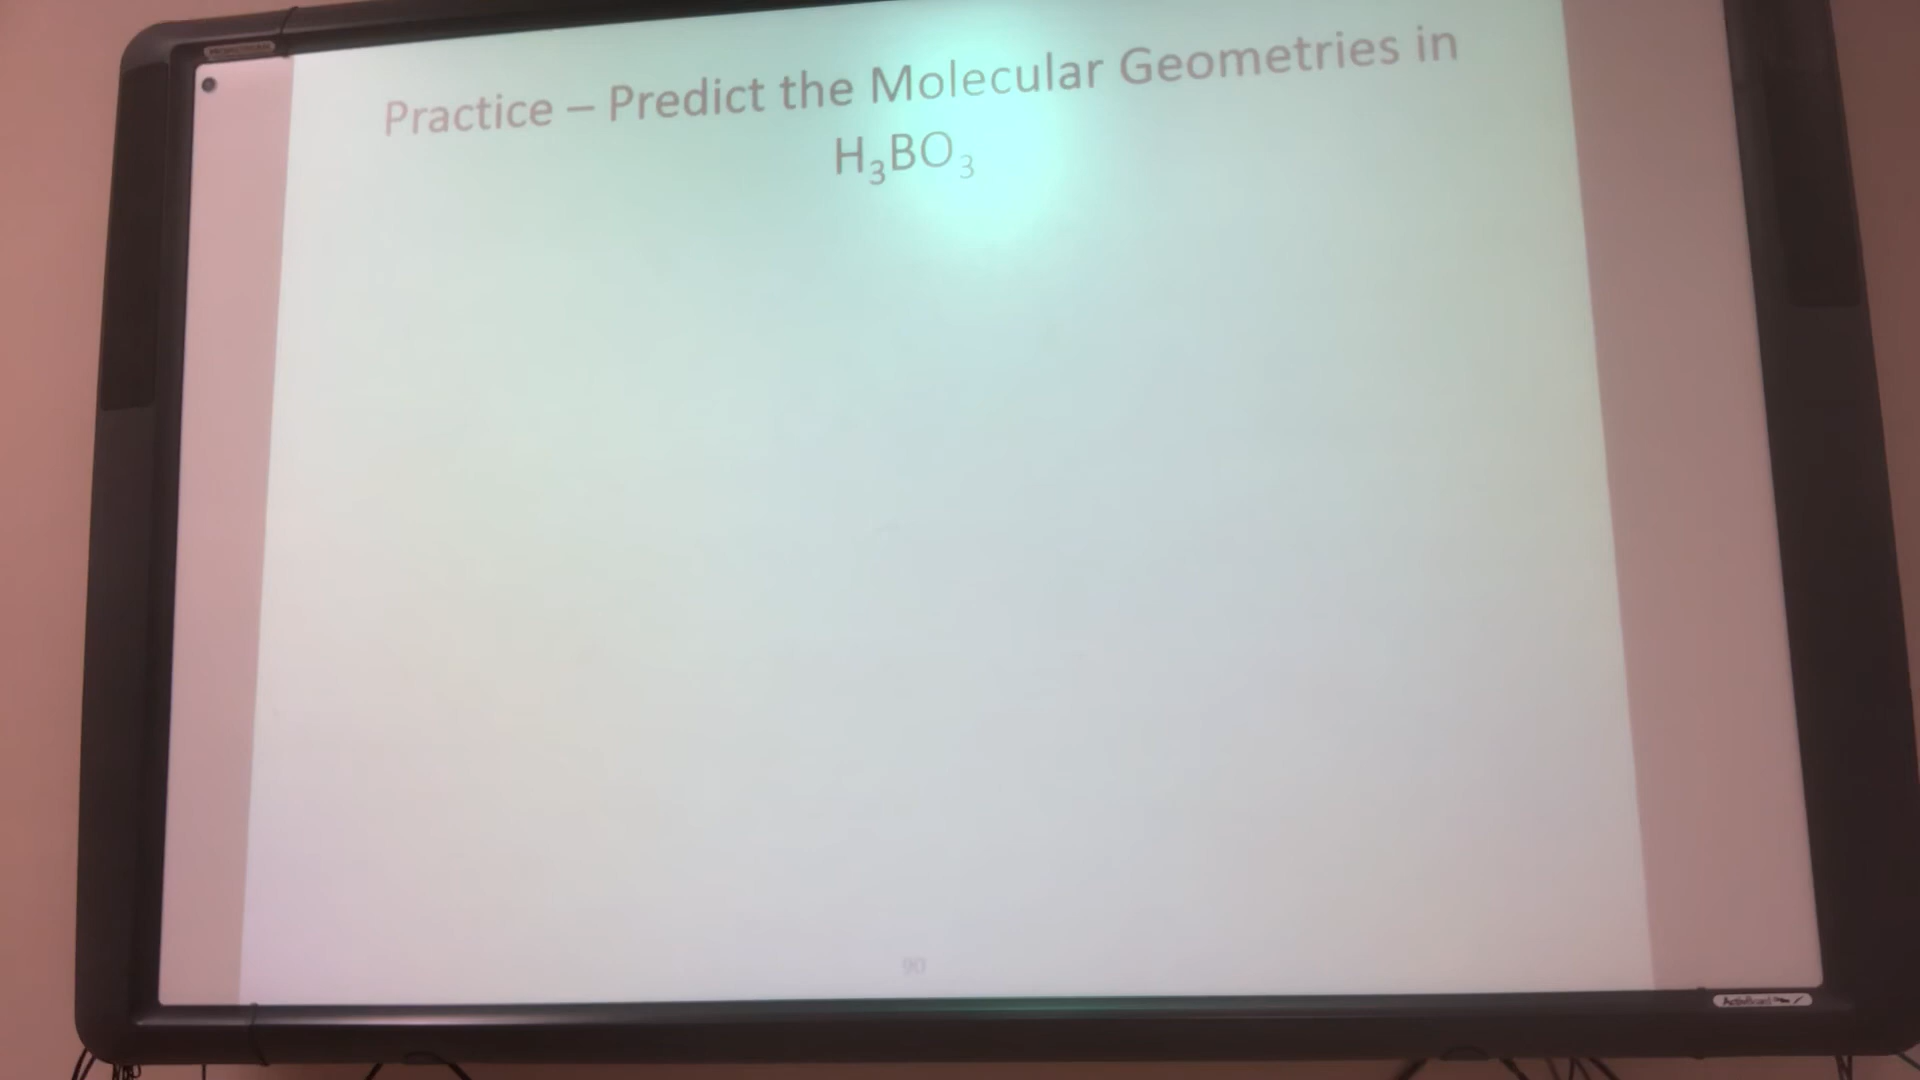 Practice – Predict the Molecular Geometries in
H₃BO₃
90